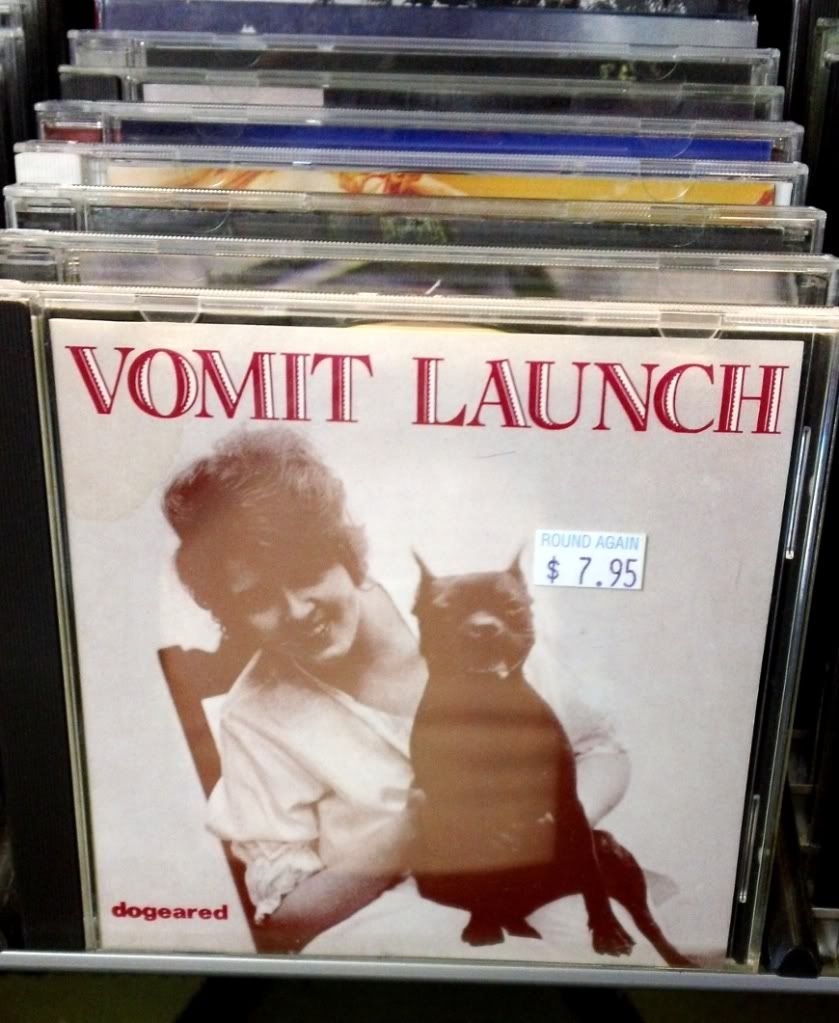 VOMIT LAUNCH
ROUND AGAIN
$ 7.95
dogeared